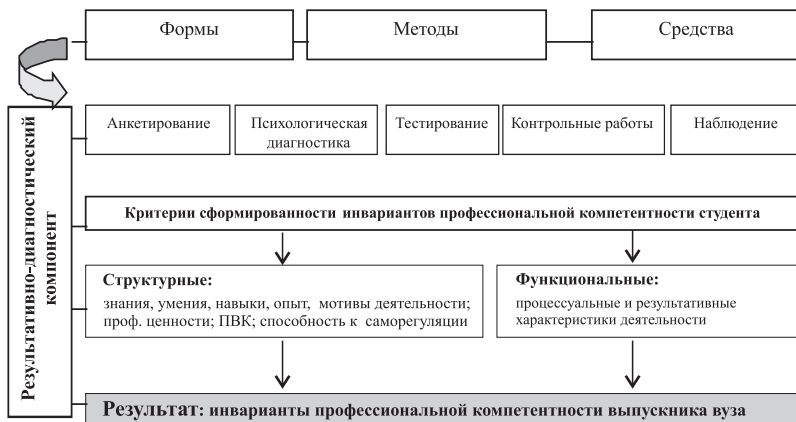 Формы
Методы
Средства
Результативно-диагностический
компонент
Анкетирование
Психологическая
диагностика
Тестирование
Контрольные работы
Наблюдение
Критерии сформированности инвариантов профессиональной компетентности студента
Структурные:
знания, умения, навыки, опыт, мотивы деятельности;
проф. ценности; ПВК; способность к саморегуляции
Функциональные:
процессуальные и результативные
характеристики деятельности
Результат: инварианты профессиональной компетентности выпускника вуза